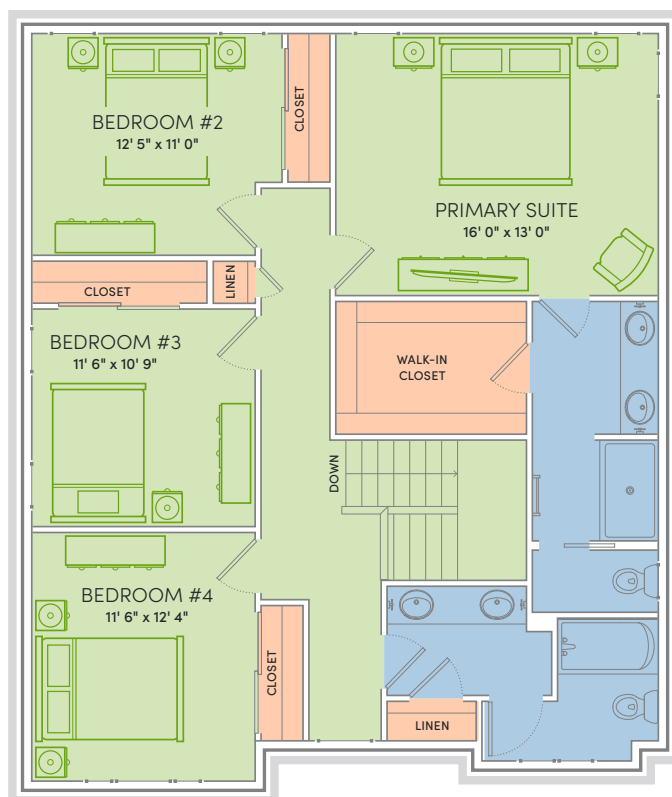 BEDROOM #2
12' 5" x 11' 0"
CLOSET
PRIMARY SUITE
16' 0" x 13' 0"
CLOSET
LINEN
BEDROOM #3
11' 6" x 10' 9"
WALK-IN
CLOSET
DOWN
BEDROOM #4
11' 6" x 12' 4"
CLOSET
LINEN